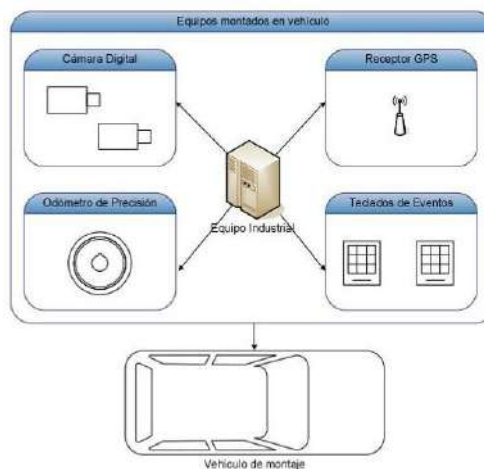 Equipos montados en vehículo
Cámara Digital
Receptor GPS
Equipo Industrial
Odómetro de Precisión
Teclados de Eventos
Vehículo de montaje